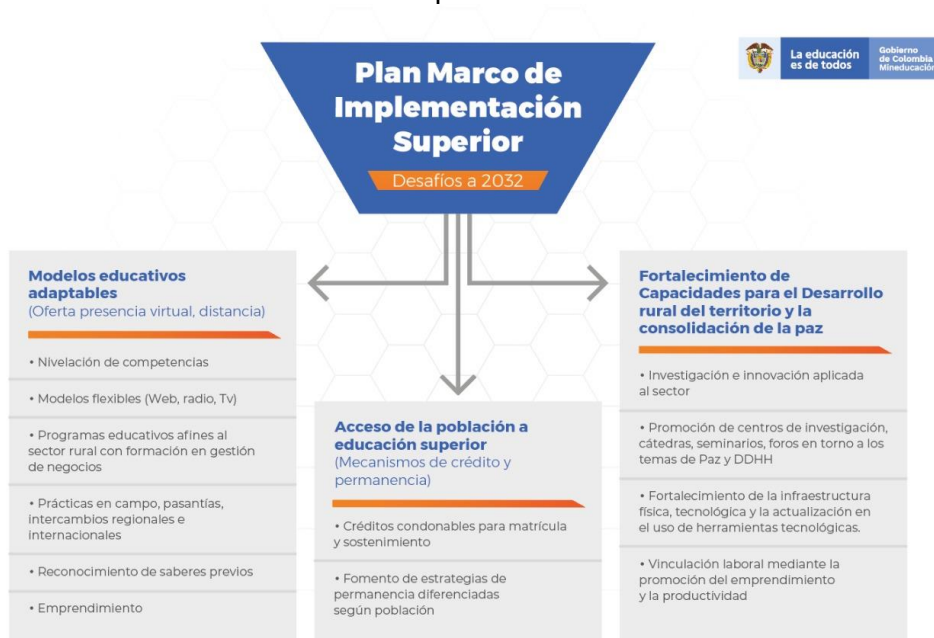 Plan Marco de
Implementación
Superior
Desafíos a 2032
La educación
es de todos
Gobierno
de Colombia
Mineducación
Modelos educativos
adaptables
(Oferta presencia virtual, distancia)
• Nivelación de competencias
• Modelos flexibles (Web, radio, Tv)
• Programas educativos afines al
sector rural con formación en gestión
de negocios
• Prácticas en campo, pasantías,
intercambios regionales e
internacionales
• Reconocimiento de saberes previos
• Emprendimiento
Acceso de la población a
educación superior
(Mecanismos de crédito y
permanencia)
• Créditos condonables para matrícula
y sostenimiento
• Fomento de estrategias de
permanencia diferenciadas
según población
Fortalecimiento de
Capacidades para el Desarrollo
rural del territorio y la
consolidación de la paz
• Investigación e innovación aplicada
al sector
• Promoción de centros de investigación,
cátedras, seminarios, foros en torno a los
temas de Paz y DDHH
• Fortalecimiento de la infraestructura
física, tecnológica y la actualización en
el uso de herramientas tecnológicas.
• Vinculación laboral mediante la
promoción del emprendimiento
y la productividad